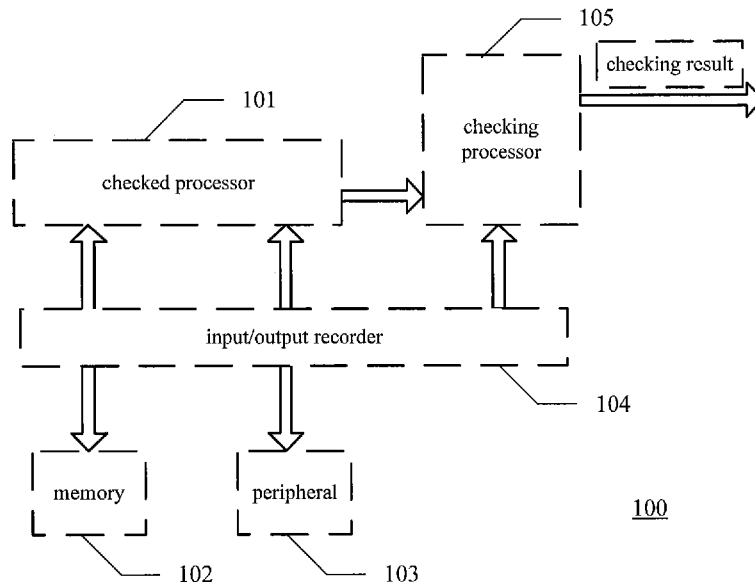 105
checking result
101
checking
processor
checked processor
input/output recorder
104
memory
peripheral
100
102
103